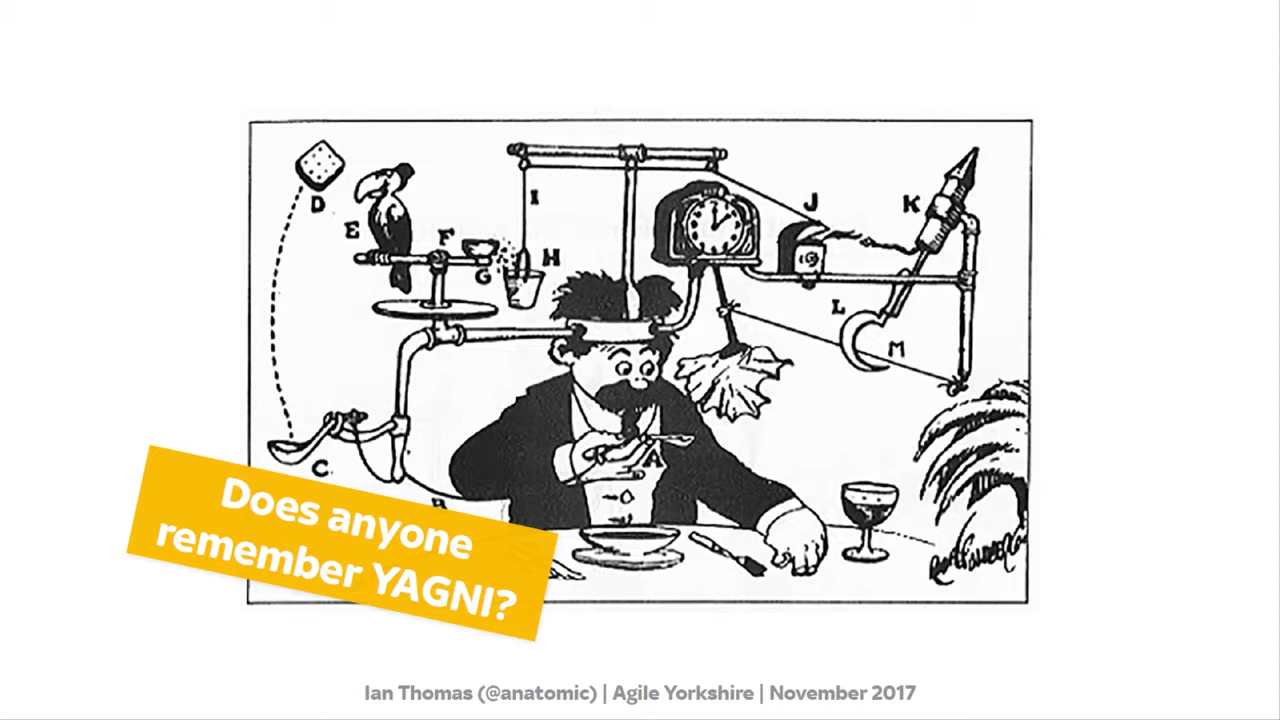 D
E
F
G
H
I
J
K
L
M
A
C
Does anyone
remember YAGNI?
Ian Thomas (@anatomic) | Agile Yorkshire | November 2017